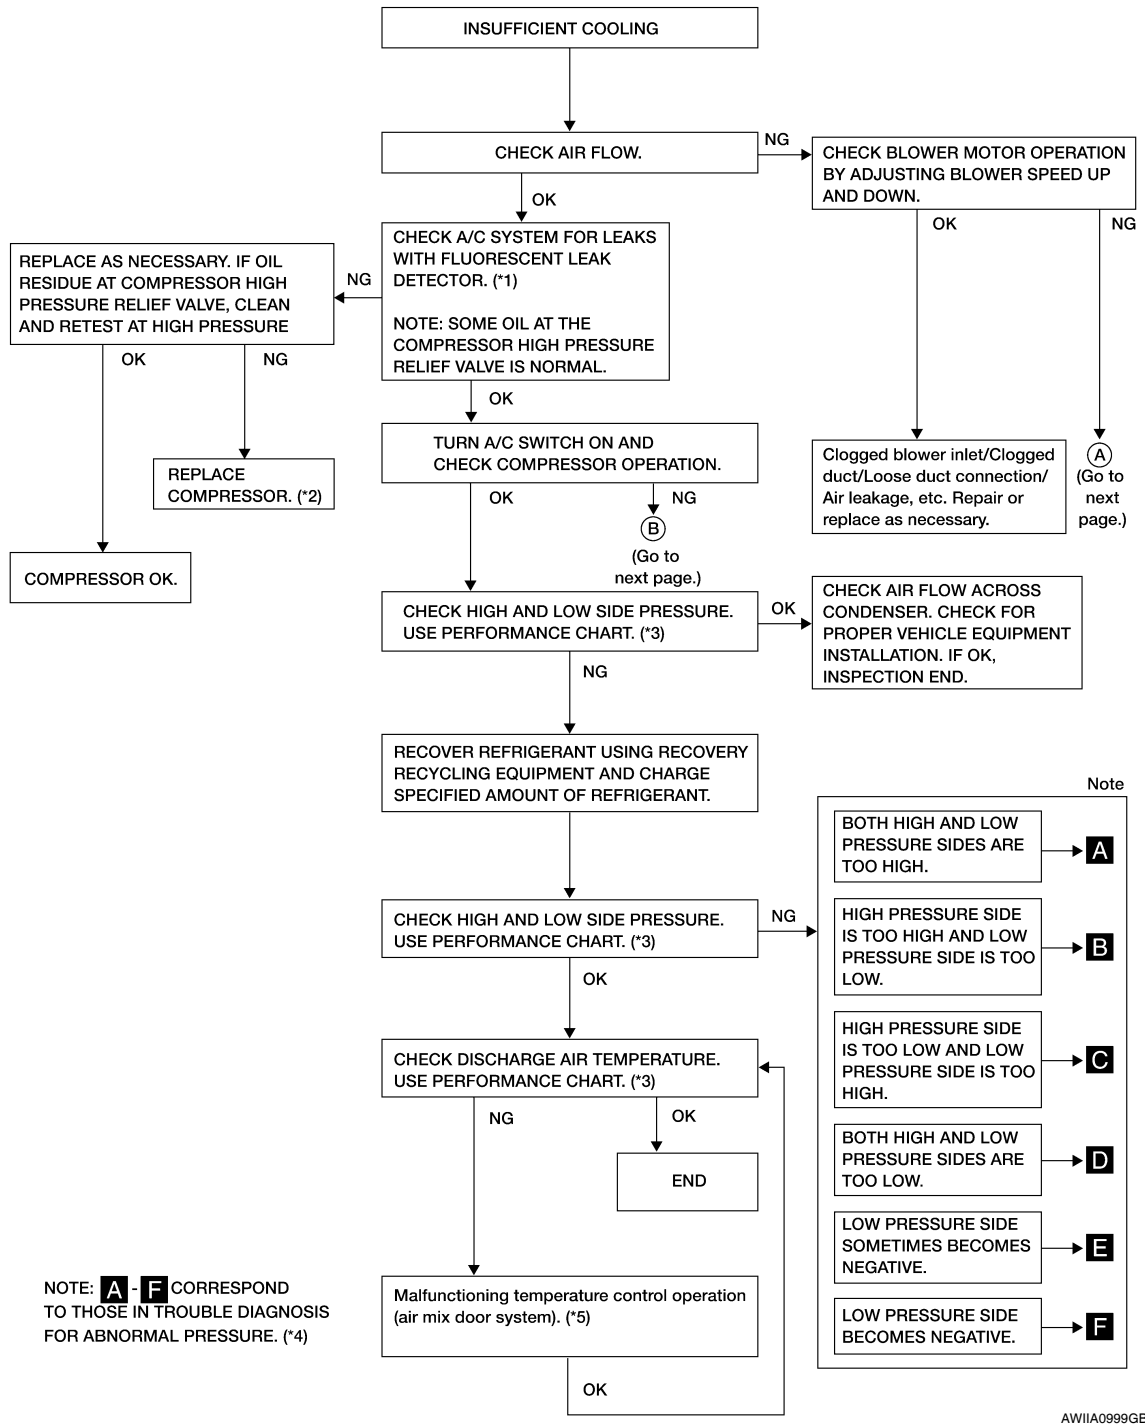 INSUFFICIENT COOLING
CHECK AIR FLOW.
NG
CHECK BLOWER MOTOR OPERATION
BY ADJUSTING BLOWER SPEED UP
AND DOWN.
OK
OK
NG
CHECK A/C SYSTEM FOR LEAKS
WITH FLUORESCENT LEAK
DETECTOR. (*1)
NOTE: SOME OIL AT THE
COMPRESSOR HIGH PRESSURE
RELIEF VALVE IS NORMAL.
NG
REPLACE AS NECESSARY. IF OIL
RESIDUE AT COMPRESSOR HIGH
PRESSURE RELIEF VALVE, CLEAN
AND RETEST AT HIGH PRESSURE
OK
NG
REPLACE
COMPRESSOR. (*2)
COMPRESSOR OK.
OK
TURN A/C SWITCH ON AND
CHECK COMPRESSOR OPERATION.
OK
NG
B
(Go to
next page.)
Clogged blower inlet/Clogged
duct/Loose duct connection/
Air leakage, etc. Repair or
replace as necessary.
A
(Go to
next
page.)
CHECK HIGH AND LOW SIDE PRESSURE.
USE PERFORMANCE CHART. (*3)
OK
CHECK AIR FLOW ACROSS
CONDENSER. CHECK FOR
PROPER VEHICLE EQUIPMENT
INSTALLATION. IF OK,
INSPECTION END.
NG
RECOVER REFRIGERANT USING RECOVERY
RECYCLING EQUIPMENT AND CHARGE
SPECIFIED AMOUNT OF REFRIGERANT.
CHECK HIGH AND LOW SIDE PRESSURE.
USE PERFORMANCE CHART. (*3)
NG
OK
Note
BOTH HIGH AND LOW
PRESSURE SIDES ARE
TOO HIGH.
A
HIGH PRESSURE SIDE
IS TOO HIGH AND LOW
PRESSURE SIDE IS TOO
LOW.
B
HIGH PRESSURE SIDE
IS TOO LOW AND LOW
PRESSURE SIDE IS TOO
HIGH.
C
BOTH HIGH AND LOW
PRESSURE SIDES ARE
TOO LOW.
D
LOW PRESSURE SIDE
SOMETIMES BECOMES
NEGATIVE.
E
LOW PRESSURE SIDE
BECOMES NEGATIVE.
F
CHECK DISCHARGE AIR TEMPERATURE.
USE PERFORMANCE CHART. (*3)
NG
OK
END
Malfunctioning temperature control operation
(air mix door system). (*5)
OK
NOTE: A - F CORRESPOND
TO THOSE IN TROUBLE DIAGNOSIS
FOR ABNORMAL PRESSURE. (*4)
AWIIA0999GE